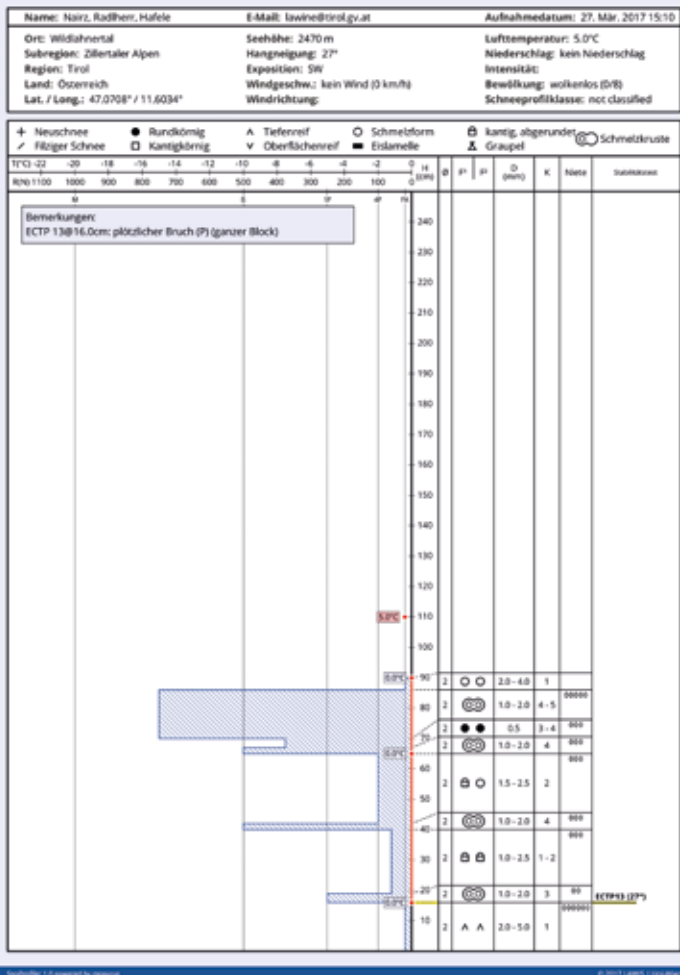 Name: Nairz, Radlherr, Hafele E-Mail: lawine@tirol.gv.at Aufnahmedatum: 27. Mär. 2017 15:10
Ort: Wildlahnertal Seehöhe: 2470 m Lufttemperatur: 5.0°C
Subregion: Zillertaler Alpen Hangneigung: 27° Niederschlag: kein Niederschlag
Region: Tirol Exposition: SW Intensität:
Land: Österreich Windgeschw.: kein Wind (0 km/h) Bewölkung: wolkenlos (0/8)
Lat. / Long.: 47.0708° / 11.6034° Windrichtung: Schneeprofilklasse: not classified
Neuschnee Rundkörnig Tiefenreif Schmelzform kantig, abgerundet Schmelzkruste
Filziger Schnee Kantigkörnig Oberflächenreif Eislamelle Graupel
T(°C) -22 -20 -18 -16 -14 -12 -10 -8 -6 -4 -2 0 H (cm) D (mm) K
R(N) 1100 1000 900 800 700 600 500 400 300 200 100 0
Bemerkungen:
ECTP 13@16.0cm: plötzlicher Bruch (P) (ganzer Block)
240
230
220
210
200
190
180
170
160
150
140
130
120
5.0°C 110
100
0.0°C 90 2 2.0 - 4.0 1
80 2 1.0 - 2.0 4 - 5
70 2 0.5 3 - 4
2 1.0 - 2.0 4
0.0°C
60
2 1.5 - 2.5 2
50
2 1.0 - 2.0 4
40
30 2 1.0 - 2.5 1 - 2
20 2 1.0 - 2.0 3 ECTP13 (27°)
0.0°C
10 2 2.0 - 5.0 1